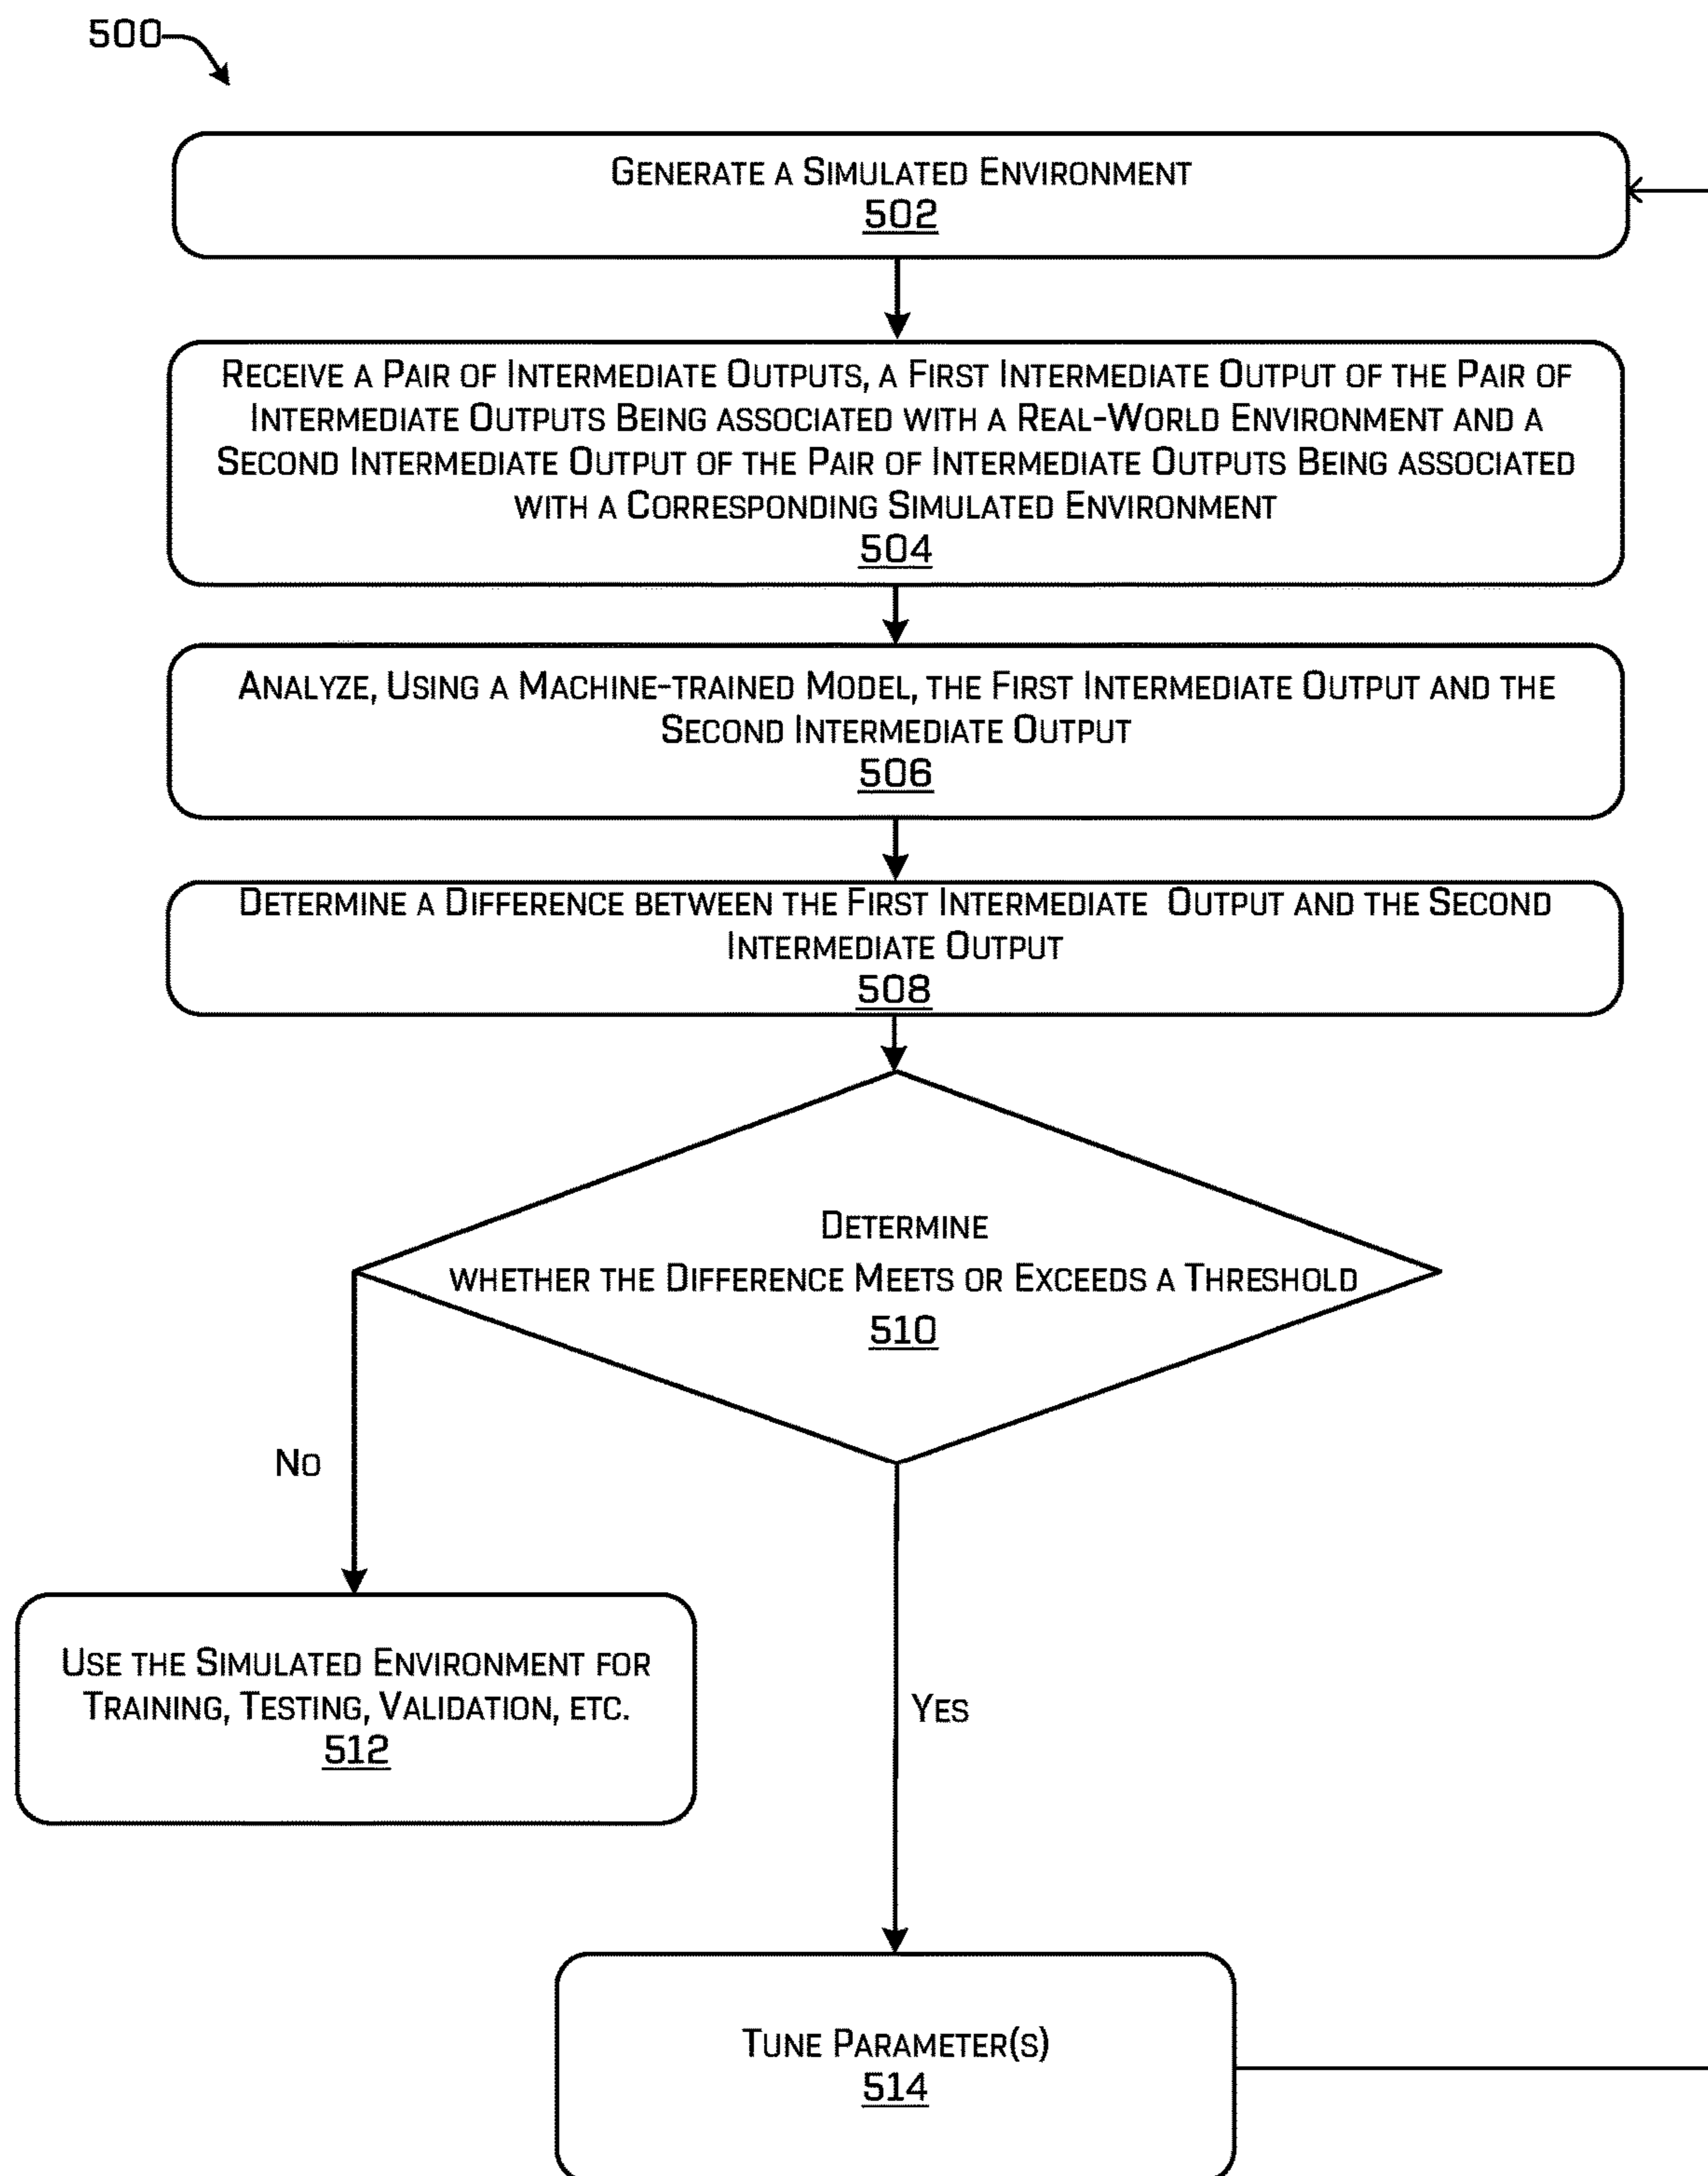 500
Generate a Simulated Environment
502
Receive a Pair of Intermediate Outputs, a First Intermediate Output of the Pair of
Intermediate Outputs Being associated with a Real-World Environment and a
Second Intermediate Output of the Pair of Intermediate Outputs Being associated
with a Corresponding Simulated Environment
504
Analyze, Using a Machine-trained Model, the First Intermediate Output and the
Second Intermediate Output
506
Determine a Difference between the First Intermediate Output and the Second
Intermediate Output
508
Determine
whether the Difference Meets or Exceeds a Threshold
510
No
Use the Simulated Environment for
Training, Testing, Validation, etc.
512
Yes
Tune Parameter(s)
514